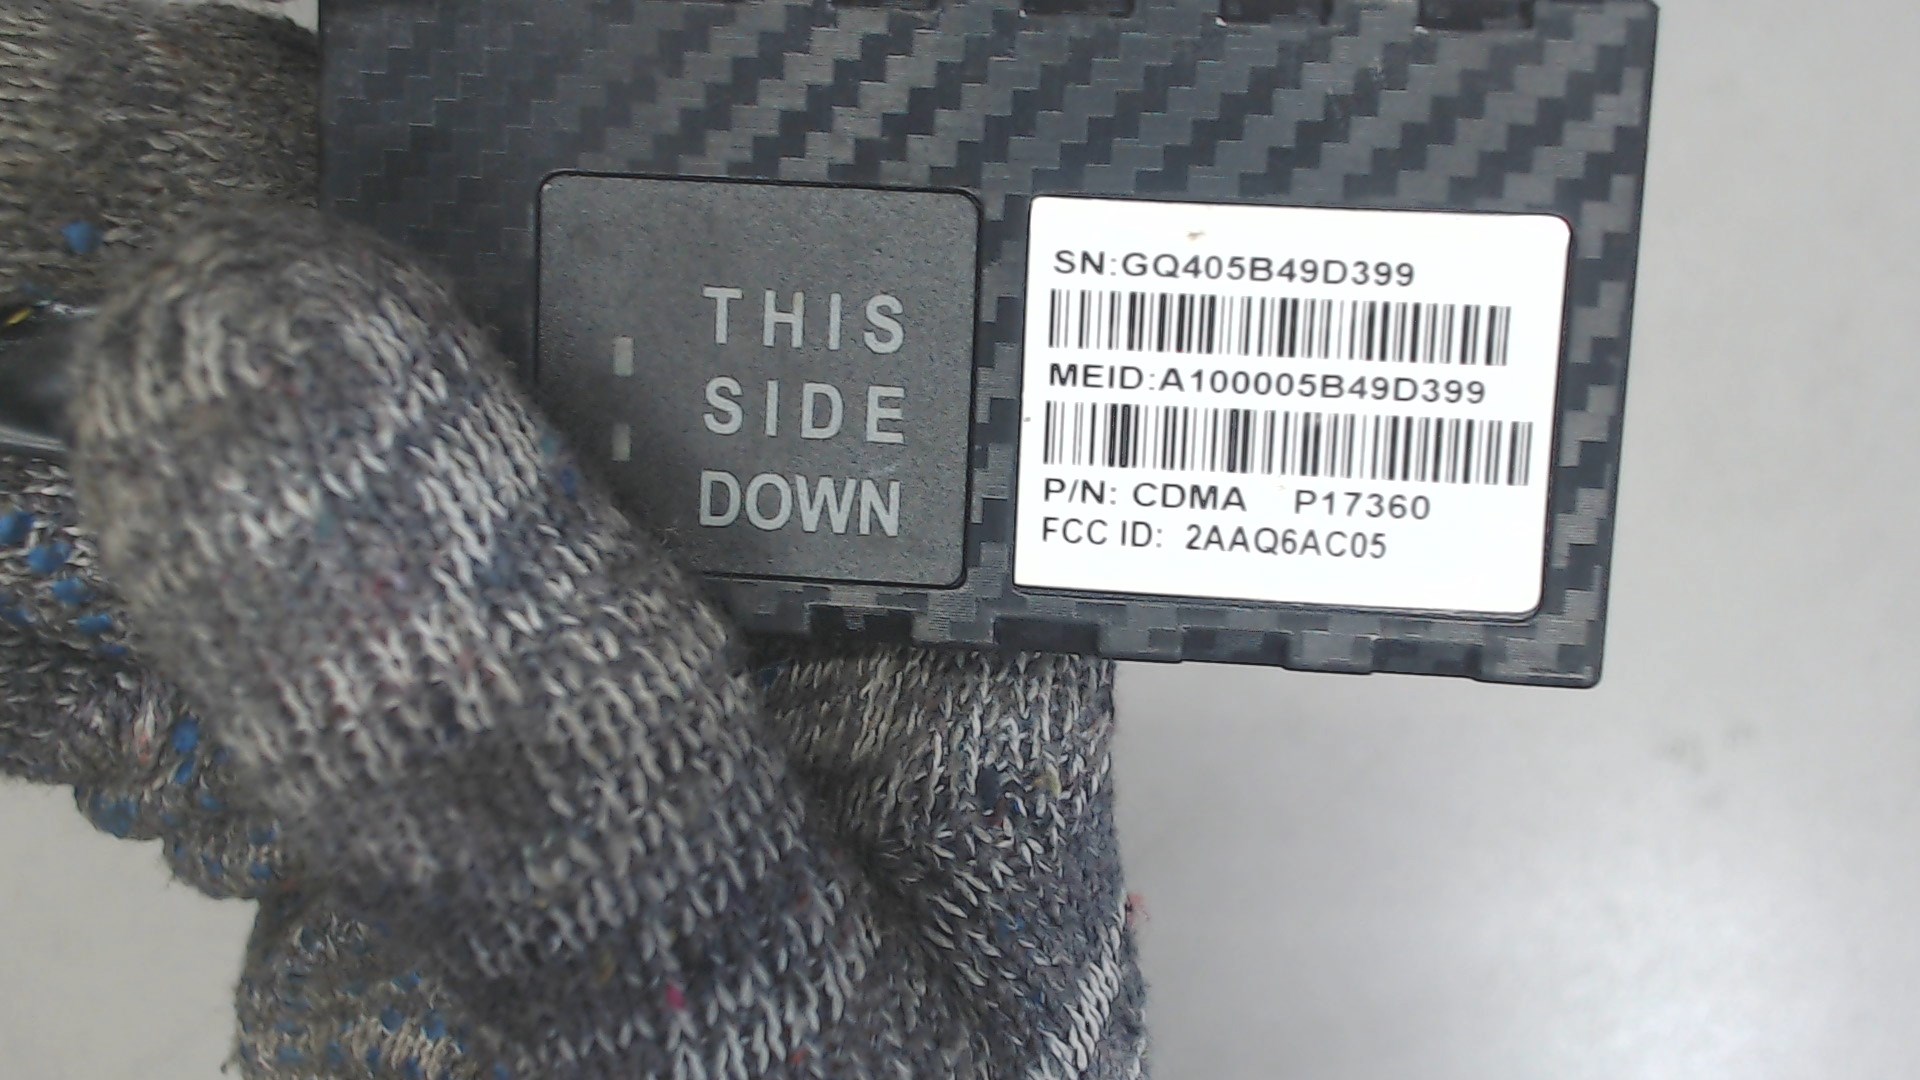 THIS
SIDE
DOWN
SN:GQ405B49D399
MEID:A100005B49D399
P/N: CDMA P17360
FCC ID: 2AAQ6AC05